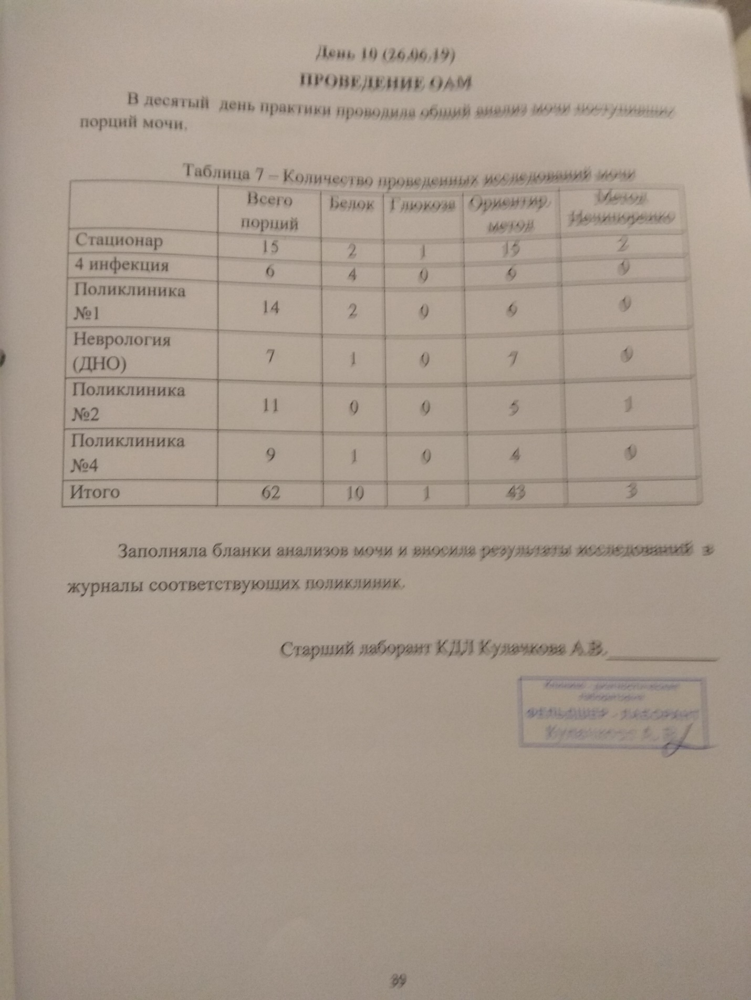 День 10 (26.06.19)
ПРОВЕДЕНИЕ ОАМ
В десятый день практики проводила общий анализ мочи поступивших
порций мочи.
Таблица 7 – Количество проведенных исследований мочи
Всего порций Белок Глюкоза Ориентир. метод Метод Нечипоренко
Стационар 15 2 1 15 2
4 инфекция 6 4 0 6 0
Поликлиника №1 14 2 0 6 0
Неврология (ДНО) 7 1 0 7 0
Поликлиника №2 11 0 0 5 1
Поликлиника №4 9 1 0 4 0
Итого 62 10 1 43 3
Заполняла бланки анализов мочи и вносила результаты исследований в
журналы соответствующих поликлиник.
Старший лаборант КДЛ Кулачкова А.В.
лаборатория
ФЕЛЬДШЕР - ЛАБОРАНТ
Кулачкова А.В.
39